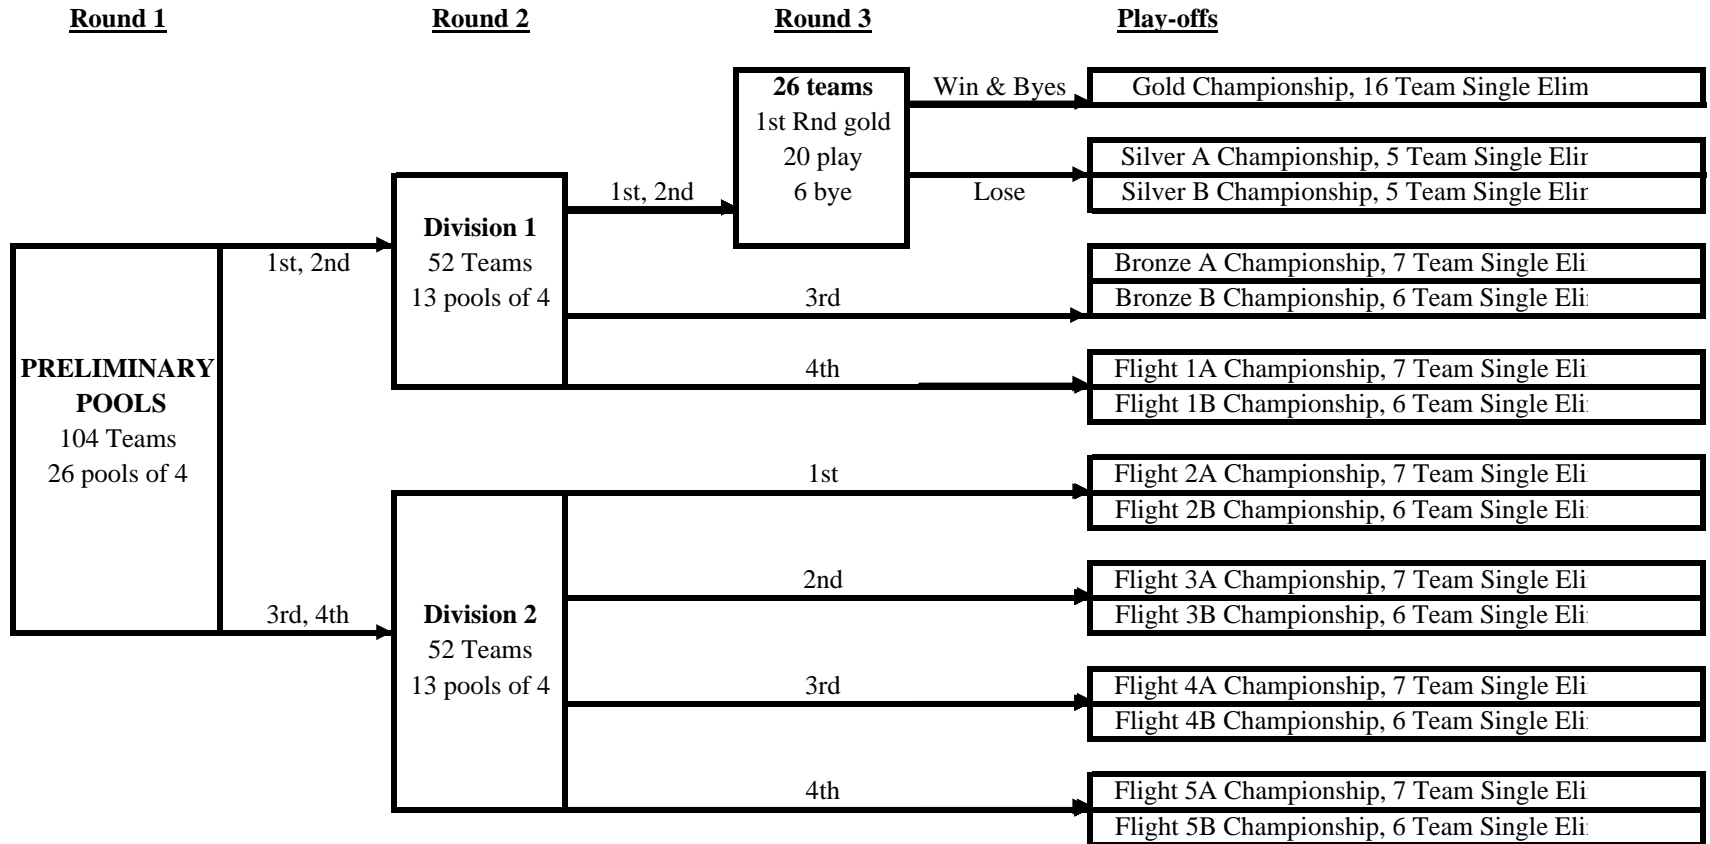 Round 1
Round 2
Round 3
Play-offs
26 teams
1st Rnd gold
20 play
6 bye
Win & Byes
Lose
Gold Championship, 16 Team Single Elim
Silver A Championship, 5 Team Single Elir
Silver B Championship, 5 Team Single Elir
1st, 2nd
Division 1
52 Teams
13 pools of 4
1st, 2nd
3rd
Bronze A Championship, 7 Team Single Eli
Bronze B Championship, 6 Team Single Eli
4th
Flight 1A Championship, 7 Team Single Eli
Flight 1B Championship, 6 Team Single Eli
PRELIMINARY
POOLS
104 Teams
26 pools of 4
1st
Flight 2A Championship, 7 Team Single Eli
Flight 2B Championship, 6 Team Single Eli
2nd
Flight 3A Championship, 7 Team Single Eli
Flight 3B Championship, 6 Team Single Eli
3rd, 4th
Division 2
52 Teams
13 pools of 4
3rd
Flight 4A Championship, 7 Team Single Eli
Flight 4B Championship, 6 Team Single Eli
4th
Flight 5A Championship, 7 Team Single Eli
Flight 5B Championship, 6 Team Single Eli